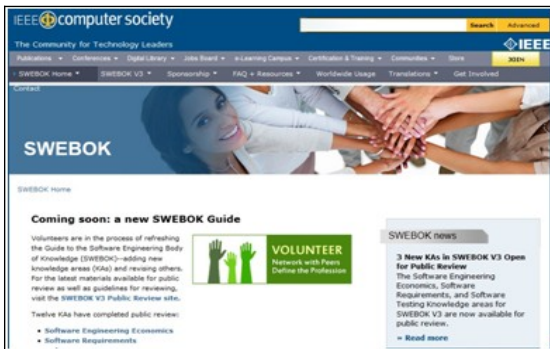 IEEE computer society
Search Advanced
The Community for Technology Leaders
IEEE
Publications Conferences Digital Library Jobs Board e-Learning Campus Certification & Training Communities Store JOIN
SWEBOK Home SWEBOK V3 Sponsorship FAQ + Resources Worldwide Usage Translations Get Involved
Contact
SWEBOK
SWEBOK Home
Coming soon: a new SWEBOK Guide
Volunteers are in the process of refreshing
the Guide to the Software Engineering Body
of Knowledge (SWEBOK)—adding new
knowledge areas (KAs) and revising others.
For the latest materials available for public
review as well as guidelines for reviewing,
visit the SWEBOK V3 Public Review site.
Twelve KAs have completed public review:
• Software Engineering Economics
• Software Requirements
VOLUNTEER
Network with Peers
Define the Profession
SWEBOK news
3 New KAs in SWEBOK V3 Open
for Public Review
The Software Engineering
Economics, Software
Requirements, and Software
Testing Knowledge areas for
SWEBOK V3 are now available for
public review.
» Read more